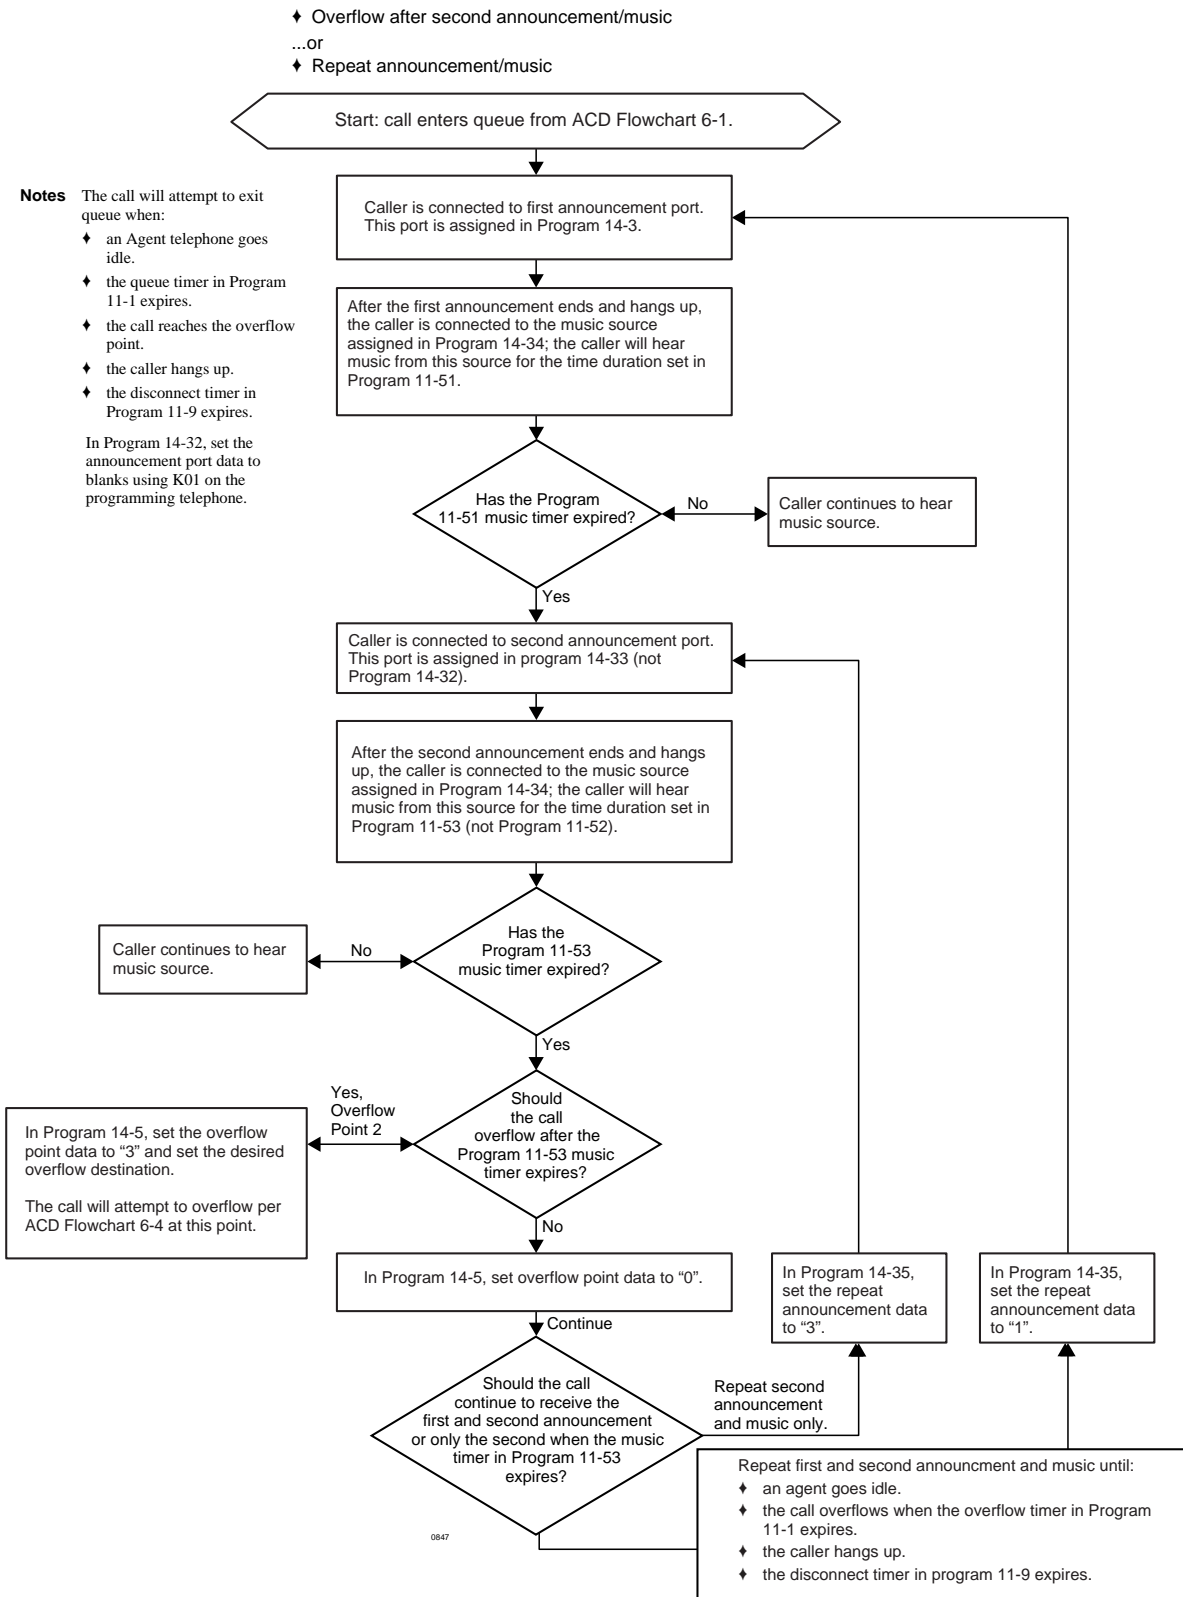 ♦ Overflow after second announcement/music
...or
♦ Repeat announcement/music
Start: call enters queue from ACD Flowchart 6-1.
Notes The call will attempt to exit
queue when:
♦ an Agent telephone goes
idle.
♦ the queue timer in Program
11-1 expires.
♦ the call reaches the overflow
point.
♦ the caller hangs up.
♦ the disconnect timer in
Program 11-9 expires.
In Program 14-32, set the
announcement port data to
blanks using K01 on the
programming telephone.
Caller is connected to first announcement port.
This port is assigned in Program 14-3.
After the first announcement ends and hangs up,
the caller is connected to the music source
assigned in Program 14-34; the caller will hear
music from this source for the time duration set in
Program 11-51.
Has the Program
11-51 music timer expired?
No
Caller continues to hear
music source.
Yes
Caller is connected to second announcement port.
This port is assigned in program 14-33 (not
Program 14-32).
After the second announcement ends and hangs
up, the caller is connected to the music source
assigned in Program 14-34; the caller will hear
music from this source for the time duration set in
Program 11-53 (not Program 11-52).
Has the
Program 11-53
music timer expired?
No
Caller continues to hear
music source.
Yes
Should
the call
overflow after the
Program 11-53 music
timer expires?
Yes,
Overflow
Point 2
In Program 14-5, set the overflow
point data to “3” and set the desired
overflow destination.
The call will attempt to overflow per
ACD Flowchart 6-4 at this point.
No
In Program 14-5, set overflow point data to “0”.
Continue
In Program 14-35,
set the repeat
announcement data
to “3”.
In Program 14-35,
set the repeat
announcement data
to “1”.
Should the call
continue to receive the
first and second announcement
or only the second when the music
timer in Program 11-53
expires?
Repeat second
announcement
and music only.
Repeat first and second announcment and music until:
♦ an agent goes idle.
♦ the call overflows when the overflow timer in Program
11-1 expires.
♦ the caller hangs up.
♦ the disconnect timer in program 11-9 expires.
0847